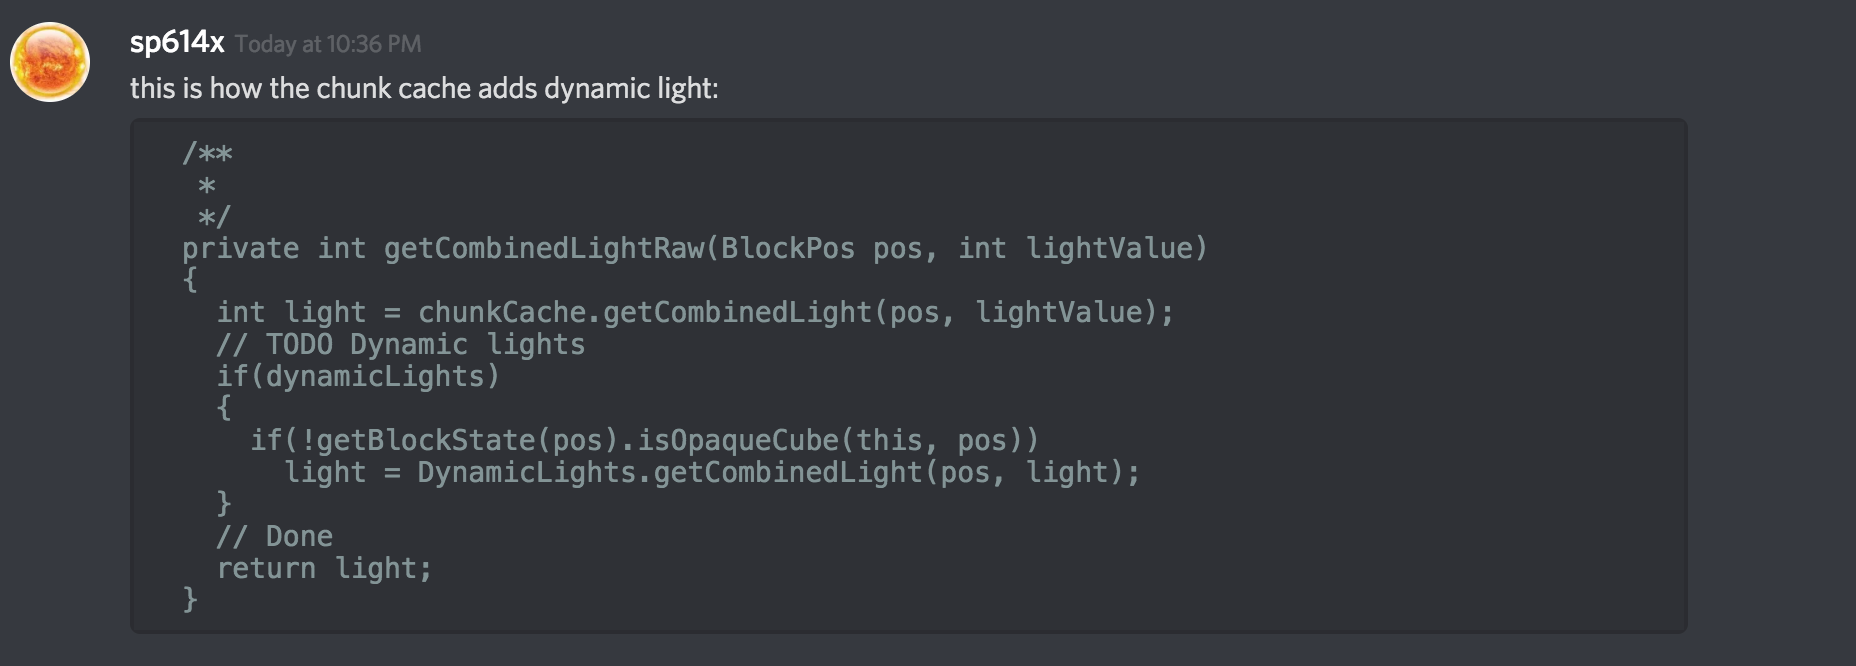 sp614x Today at 10:36 PM
this is how the chunk cache adds dynamic light:
/**
*
*/
private int getCombinedLightRaw(BlockPos pos, int lightValue)
{
int light = chunkCache.getCombinedLight(pos, lightValue);
// TODO Dynamic lights
if(dynamicLights)
{
if(!getBlockState(pos).isOpaqueCube(this, pos))
light = DynamicLights.getCombinedLight(pos, light);
}
// Done
return light;
}